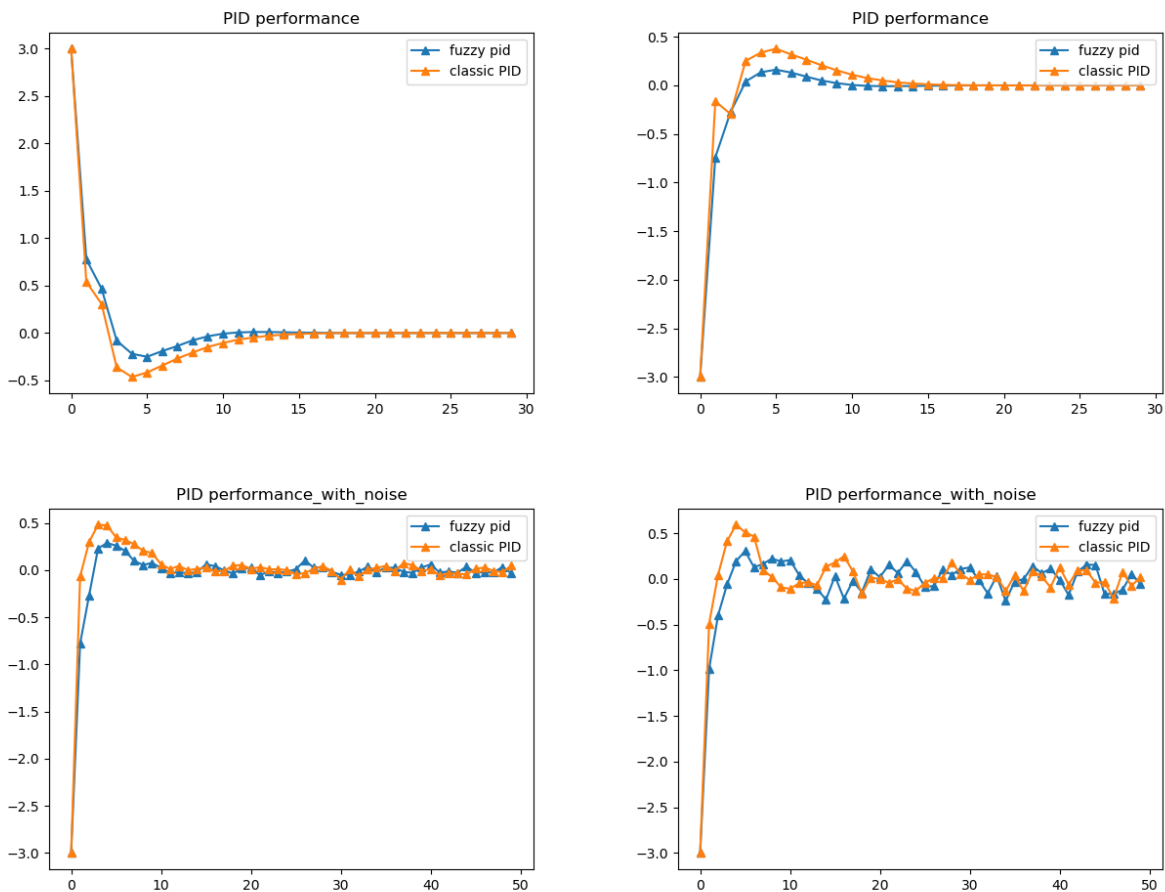 PID performance
fuzzy pid
classic PID
3.0
2.5
2.0
1.5
1.0
0.5
0.0
−0.5
0 5 10 15 20 25 30
PID performance
fuzzy pid
classic PID
0.5
0.0
−0.5
−1.0
−1.5
−2.0
−2.5
−3.0
0 5 10 15 20 25 30
PID performance_with_noise
fuzzy pid
classic PID
0.5
0.0
−0.5
−1.0
−1.5
−2.0
−2.5
−3.0
0 10 20 30 40 50
PID performance_with_noise
fuzzy pid
classic PID
0.5
0.0
−0.5
−1.0
−1.5
−2.0
−2.5
−3.0
0 10 20 30 40 50